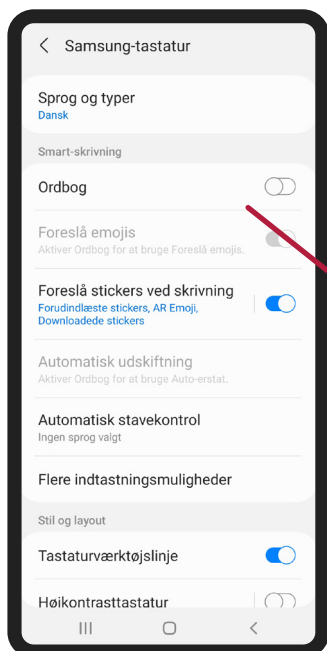 Samsung-tastatur
Sprog og typer
Dansk
Smart-skrivning
Ordbog
Foreslå emojis
Aktiver Ordbog for at bruge Foreslå emojis.
Foreslå stickers ved skrivning
Forudindlæste stickers, AR Emoji,
Downloadede stickers
Automatisk udskiftning
Aktiver Ordbog for at bruge Auto-erstat.
Automatisk stavekontrol
Ingen sprog valgt
Flere indtastningsmuligheder
Stil og layout
Tastaturværktøjslinje
Højkontrasttastatur